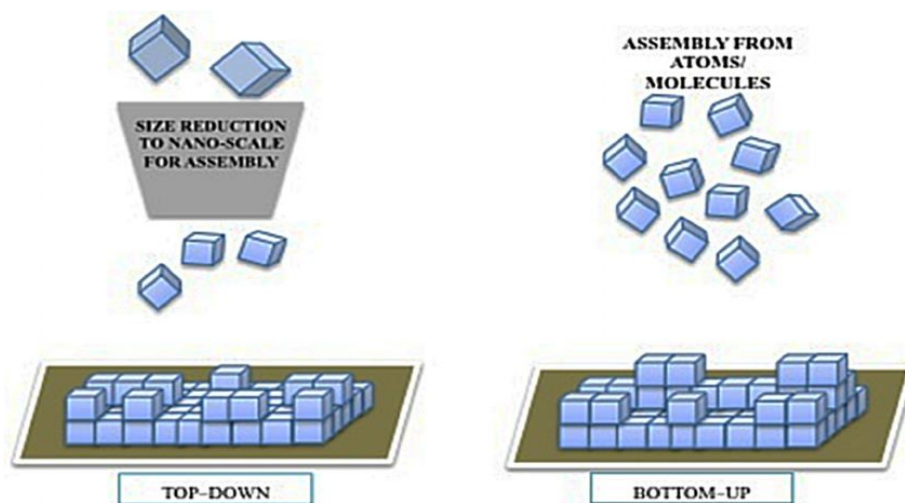 SIZE REDUCTION
TO NANO-SCALE
FOR ASSEMBLY
TOP-DOWN
ASSEMBLY FROM
ATOMS/
MOLECULES
BOTTOM-UP